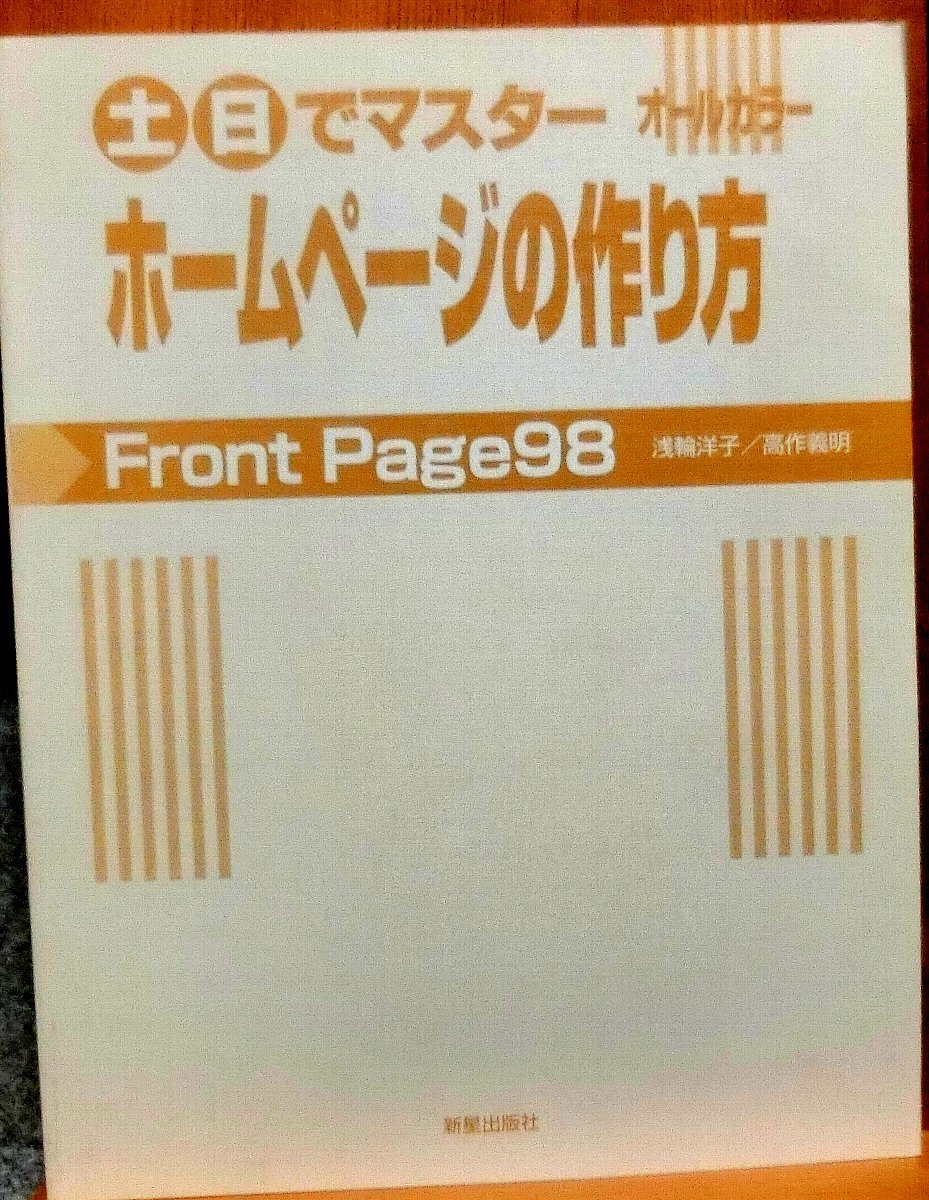 土日でマスター オールカラー
ホームページの作り方
Front Page98 浅輪洋子／高作義明
新星出版社